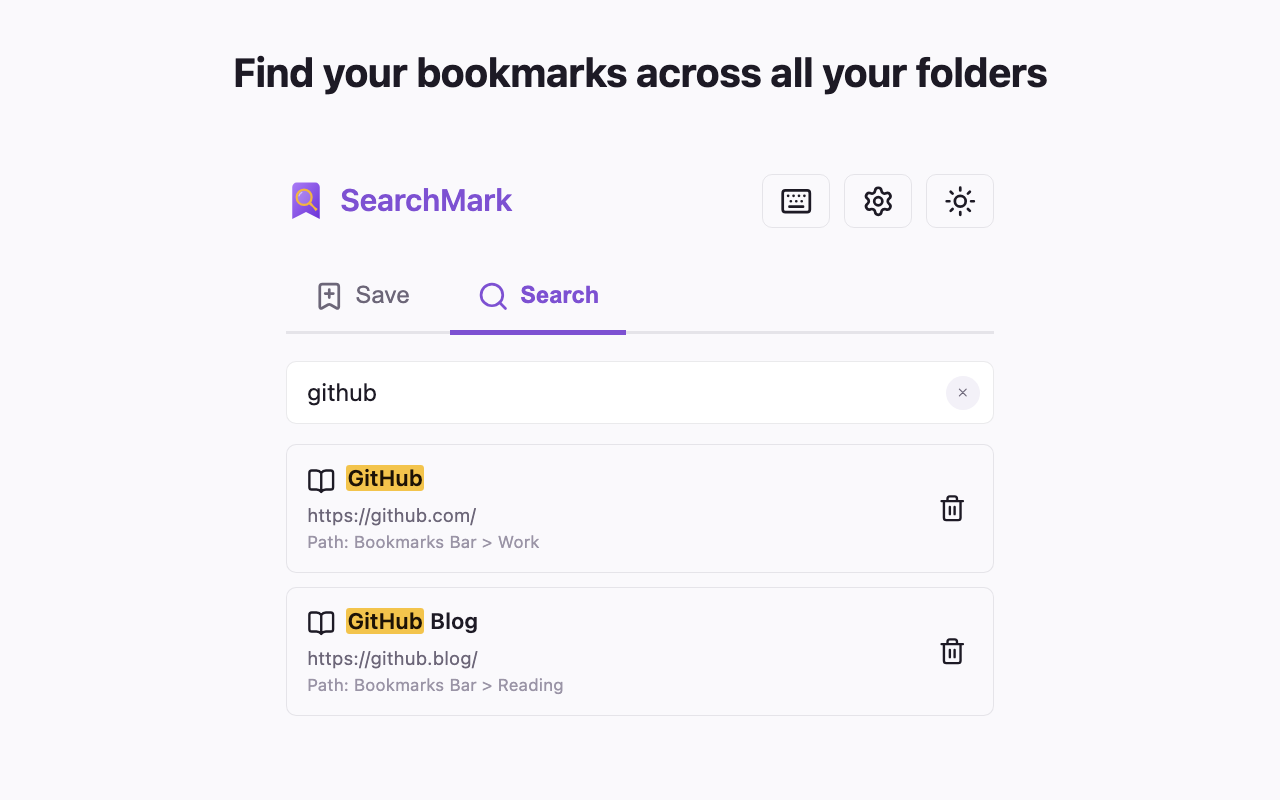 Find your bookmarks across all your folders
SearchMark
Save
Search
github
GitHub
https://github.com/
Path: Bookmarks Bar > Work
GitHub Blog
https://github.blog/
Path: Bookmarks Bar > Reading